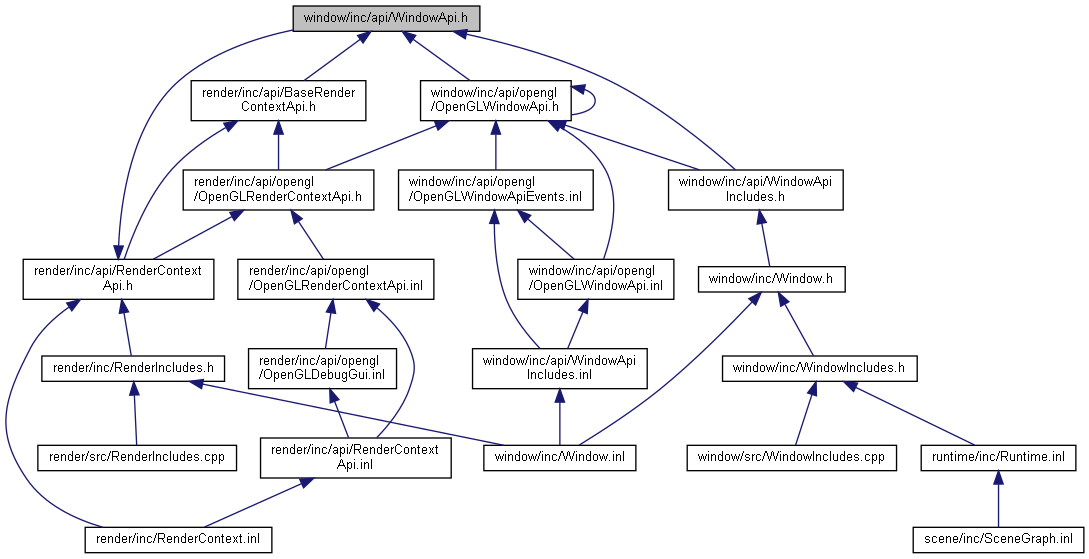 window/inc/api/WindowApi.h
render/inc/api/BaseRender
ContextApi.h
window/inc/api/opengl
/OpenGLWindowApi.h
render/inc/api/opengl
/OpenGLRenderContextApi.h
window/inc/api/opengl
/OpenGLWindowApiEvents.inl
window/inc/api/WindowApi
Includes.h
render/inc/api/RenderContext
Api.h
render/inc/api/opengl
/OpenGLRenderContextApi.inl
window/inc/api/opengl
/OpenGLWindowApi.inl
window/inc/Window.h
render/inc/RenderIncludes.h
render/inc/api/opengl
/OpenGLDebugGui.inl
window/inc/api/WindowApi
Includes.inl
window/inc/WindowIncludes.h
render/src/RenderIncludes.cpp
render/inc/api/RenderContext
Api.inl
window/inc/Window.inl
window/src/WindowIncludes.cpp
runtime/inc/Runtime.inl
render/inc/RenderContext.inl
scene/inc/SceneGraph.inl